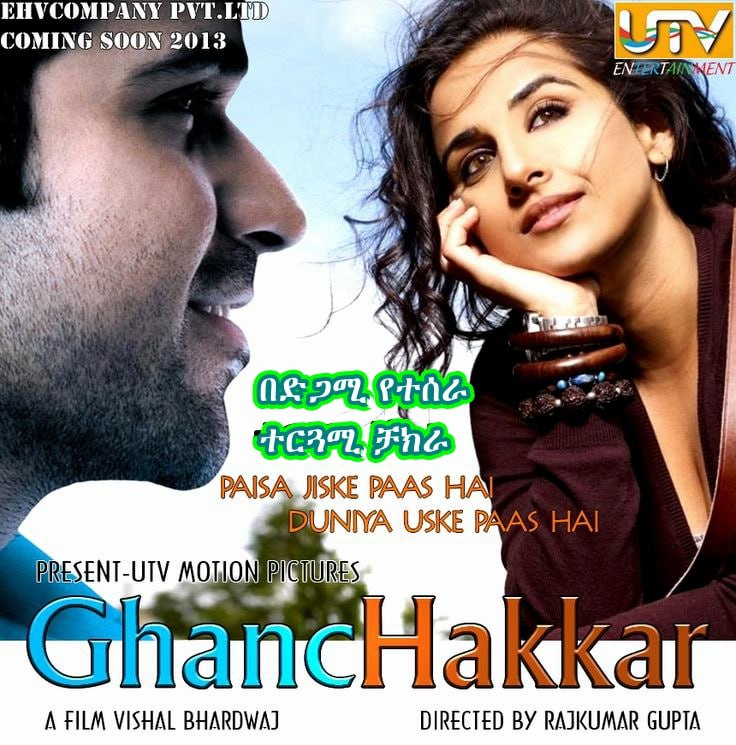 EHVCOMPANY PVT.LTD
COMING SOON 2013
UTV
ENTERTAINMENT
በድጋሚ የተሰራ
ተርጓሚ ቻክራ
PAISA JISKE PAAS HAI
DUNIYA USKE PAAS HAI
PRESENT-UTV MOTION PICTURES
GhancHakkar
A FILM VISHAL BHARDWAJ
DIRECTED BY RAJKUMAR GUPTA